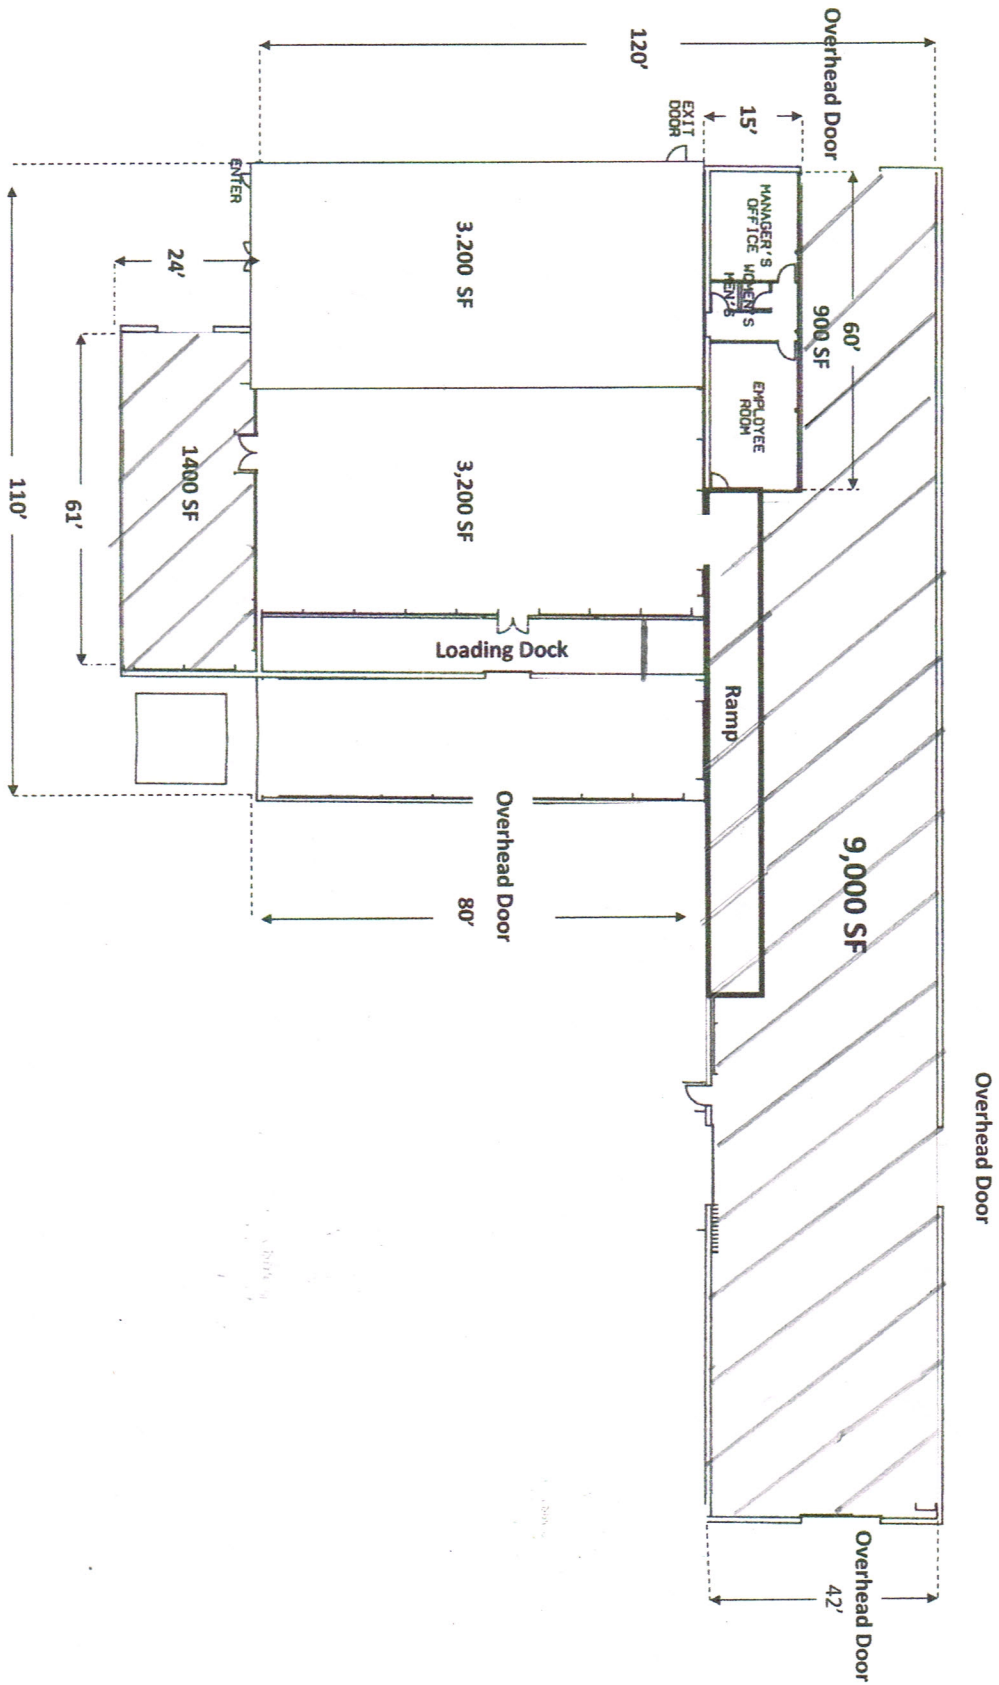 Overhead Door
120'
15'
EXIT
DOOR
ENTER
24'
3,200 SF
MANAGER'S
OFFICE
WOMEN'S
MEN'S
60'
900 SF
EMPLOYEE
ROOM
3,200 SF
1400 SF
61'
110'
Loading Dock
Ramp
Overhead Door
80'
9,000 SF
Overhead Door
Overhead Door
42'